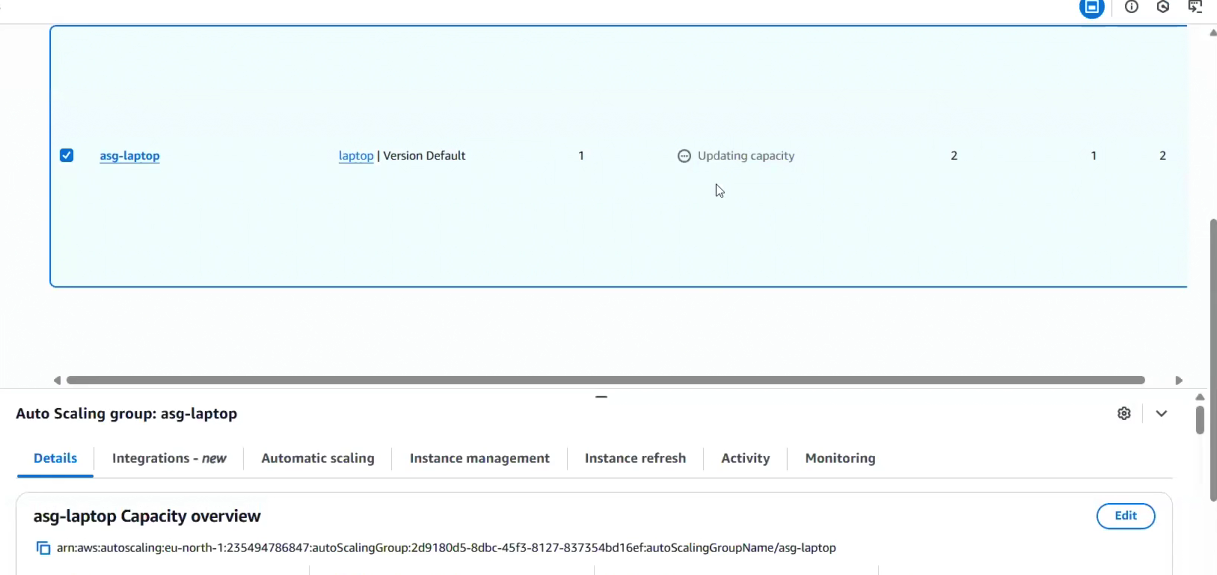 asg-laptop laptop | Version Default 1 Updating capacity 2 1 2
Auto Scaling group: asg-laptop
Details Integrations - new Automatic scaling Instance management Instance refresh Activity Monitoring
asg-laptop Capacity overview Edit
arn:aws:autoscaling:eu-north-1:235494786847:autoScalingGroup:2d9180d5-8dbc-45f3-8127-837354bd16ef:autoScalingGroupName/asg-laptop